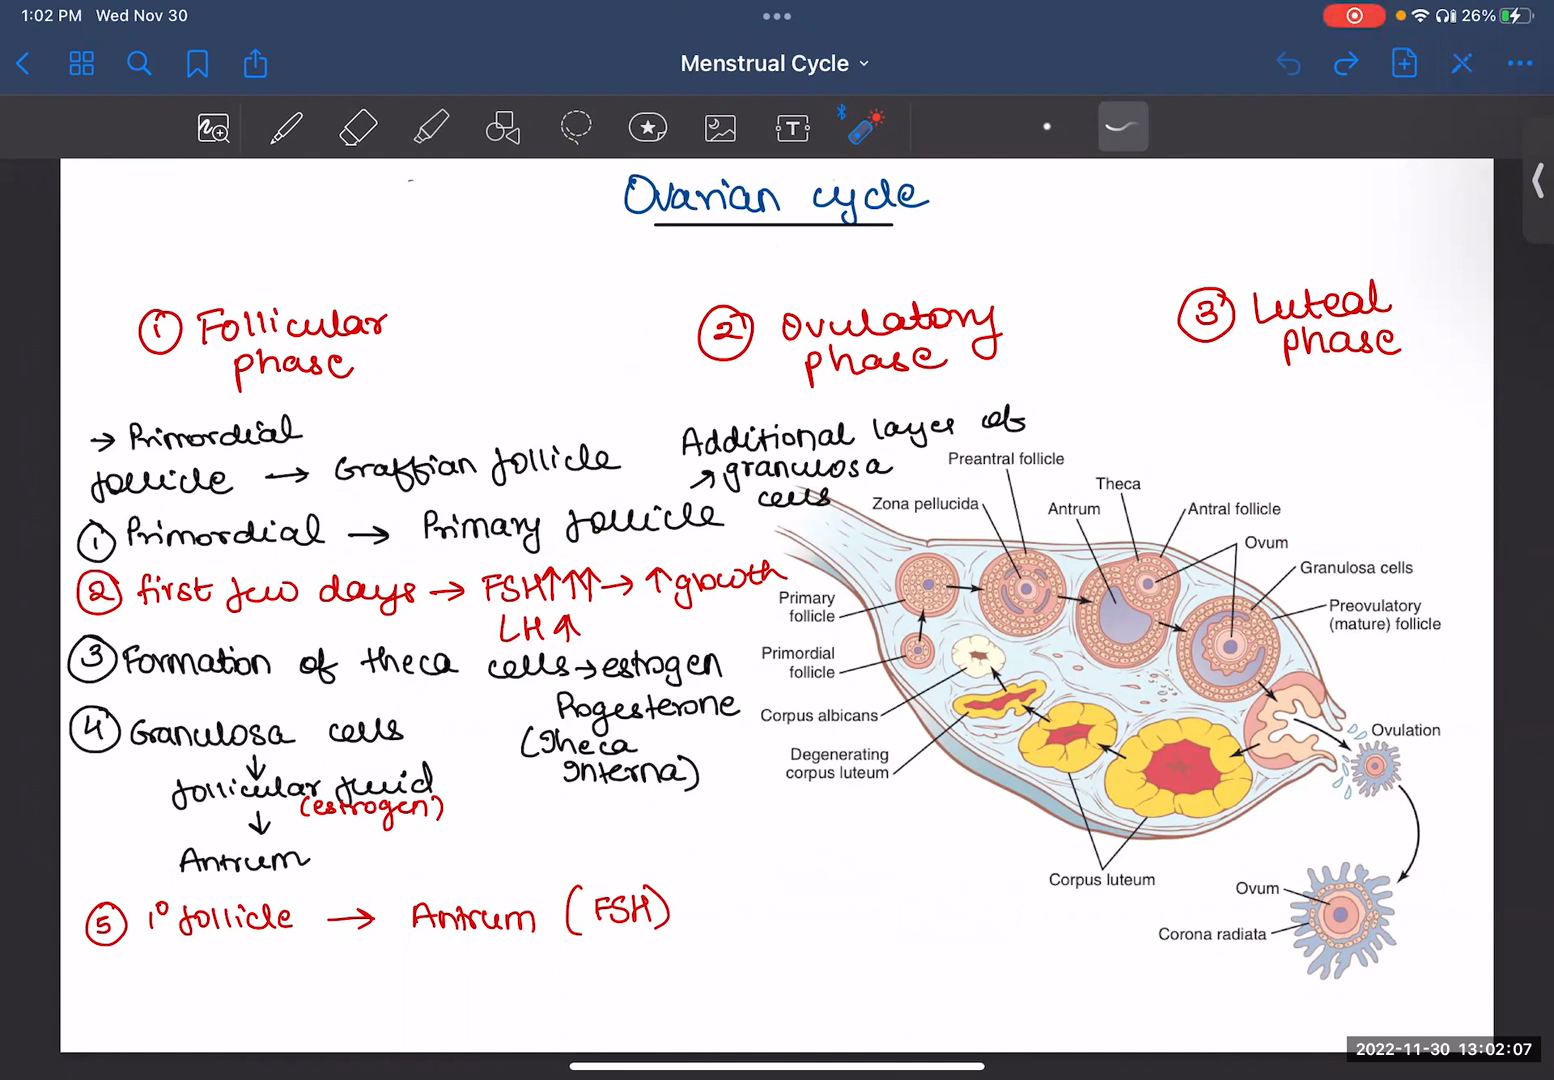 1:02 PM Wed Nov 30
26%
Menstrual Cycle
Ovarian cycle
① Follicular phase
② Ovulatory phase
③ Luteal phase
→ Primordial
follicle → Graffian follicle
Additional layer of
↗ granulosa
cells
① Primordial → Primary follicle
② first few days → FSH↑↑↑ → ↑ growth
LH ↑
③ Formation of theca cells → estrogen
Progesterone
(Theca
Interna)
④ Granulosa cells
↓
follicular fluid
(estrogen)
↓
Antrum
⑤ 1° follicle → Antrum (FSH)
Preantral follicle
Zona pellucida
Theca
Antrum
Antral follicle
Ovum
Granulosa cells
Preovulatory
(mature) follicle
Primary
follicle
Primordial
follicle
Corpus albicans
Degenerating
corpus luteum
Ovulation
Corpus luteum
Ovum
Corona radiata
2022-11-30 13:02:07